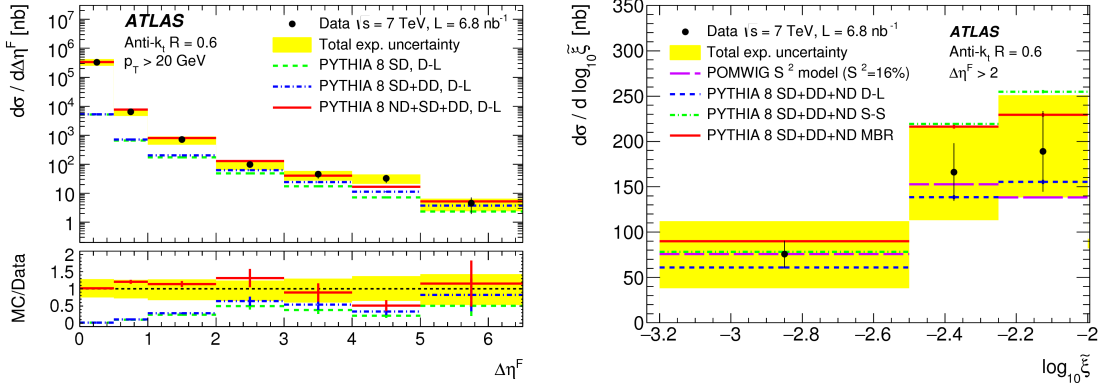 ATLAS
Anti-kt R = 0.6
pT > 20 GeV
Data √s = 7 TeV, L = 6.8 nb-1
Total exp. uncertainty
PYTHIA 8 SD, D-L
PYTHIA 8 SD+DD, D-L
PYTHIA 8 ND+SD+DD, D-L
dσ / dΔηF [nb]
10^7
10^6
10^5
10^4
10^3
10^2
10
1
MC/Data
2
1.5
1
0.5
0
0 1 2 3 4 5 6
ΔηF
Data √s = 7 TeV, L = 6.8 nb-1
Total exp. uncertainty
POMWIG S2 model (S2=16%)
PYTHIA 8 SD+DD+ND D-L
PYTHIA 8 SD+DD+ND S-S
PYTHIA 8 SD+DD+ND MBR
ATLAS
Anti-kt R = 0.6
ΔηF > 2
dσ / d log10 ξ̃ [nb]
350
300
250
200
150
100
50
0
-3.2 -3 -2.8 -2.6 -2.4 -2.2 -2
log10 ξ̃